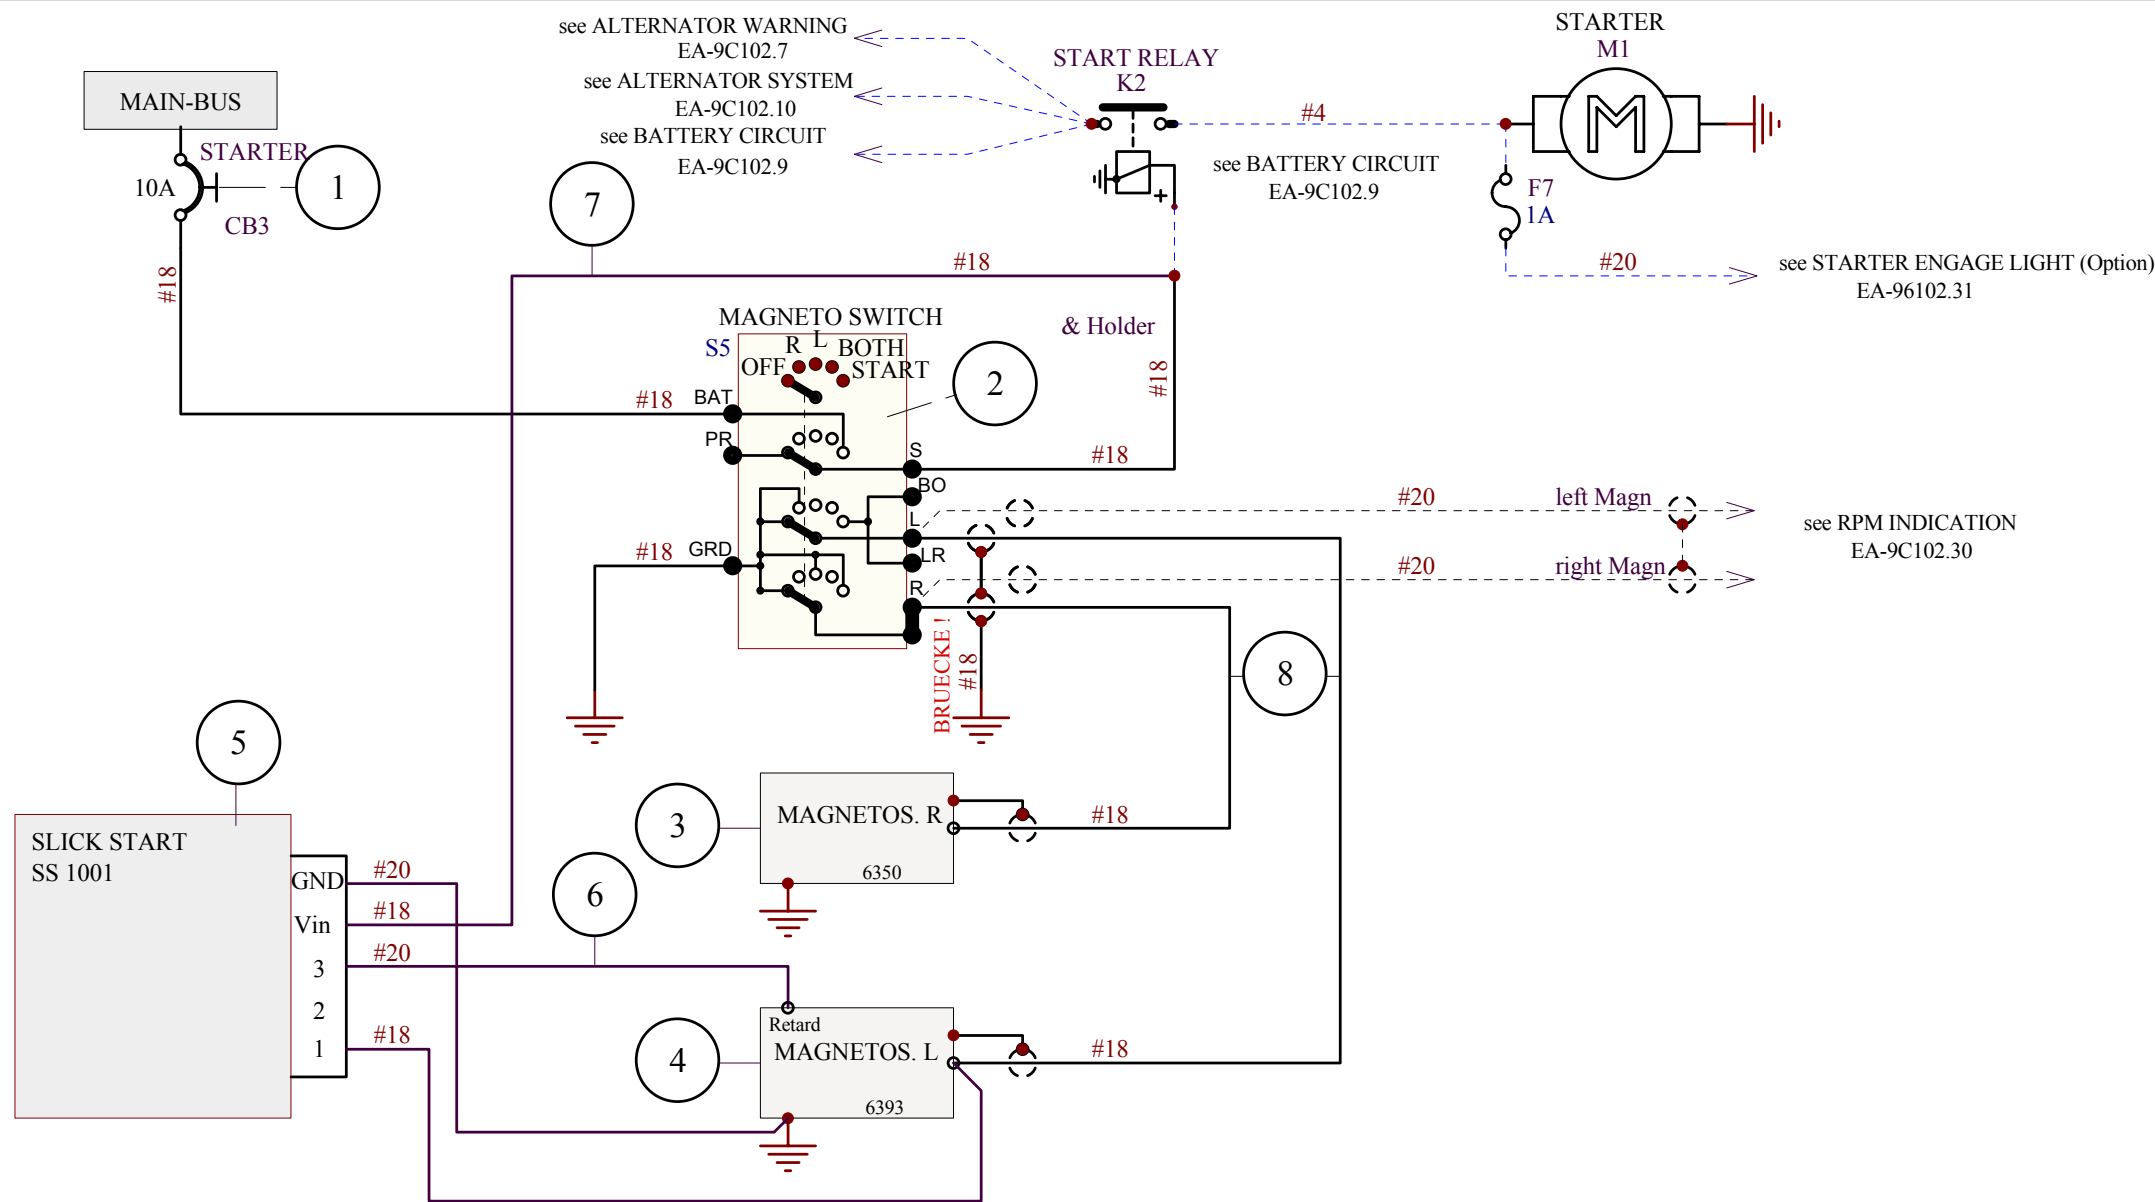 see ALTERNATOR WARNING
EA-9C102.7
see ALTERNATOR SYSTEM
EA-9C102.10
see BATTERY CIRCUIT
EA-9C102.9
START RELAY
K2
+
#4
see BATTERY CIRCUIT
EA-9C102.9
STARTER
M1
M
F7
1A
#20
see STARTER ENGAGE LIGHT (Option)
EA-96102.31
MAIN-BUS
STARTER
10A
CB3
1
#18
7
#18
MAGNETO SWITCH
S5
OFF
R
L
BOTH
START
& Holder
2
#18
#18
BAT
PR
GRD
#18
S
BO
L
LR
R
#18
#20
left Magn
#20
right Magn
see RPM INDICATION
EA-9C102.30
BRUECKE !
#18
8
5
SLICK START
SS 1001
GND
Vin
3
2
1
#20
#18
#20
#18
3
MAGNETOS. R
6350
#18
6
4
Retard
MAGNETOS. L
6393
#18